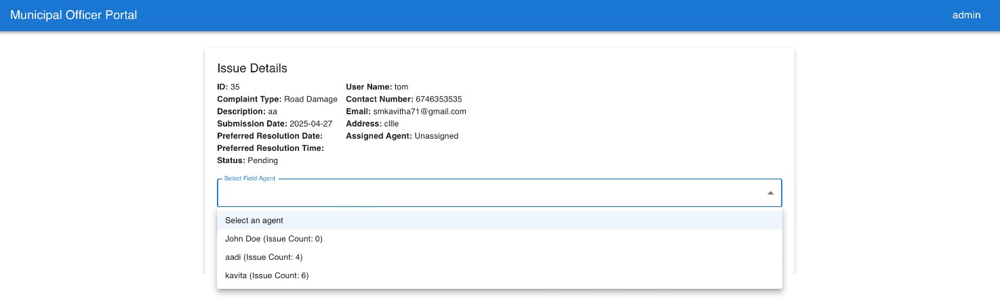 Municipal Officer Portal
admin
Issue Details
ID: 35
Complaint Type: Road Damage
Description: aa
Submission Date: 2025-04-27
Preferred Resolution Date:
Preferred Resolution Time:
Status: Pending
User Name: tom
Contact Number: 6746353535
Email: smkavitha71@gmail.com
Address: cllle
Assigned Agent: Unassigned
Select Field Agent
Select an agent
John Doe (Issue Count: 0)
aadi (Issue Count: 4)
kavita (Issue Count: 6)